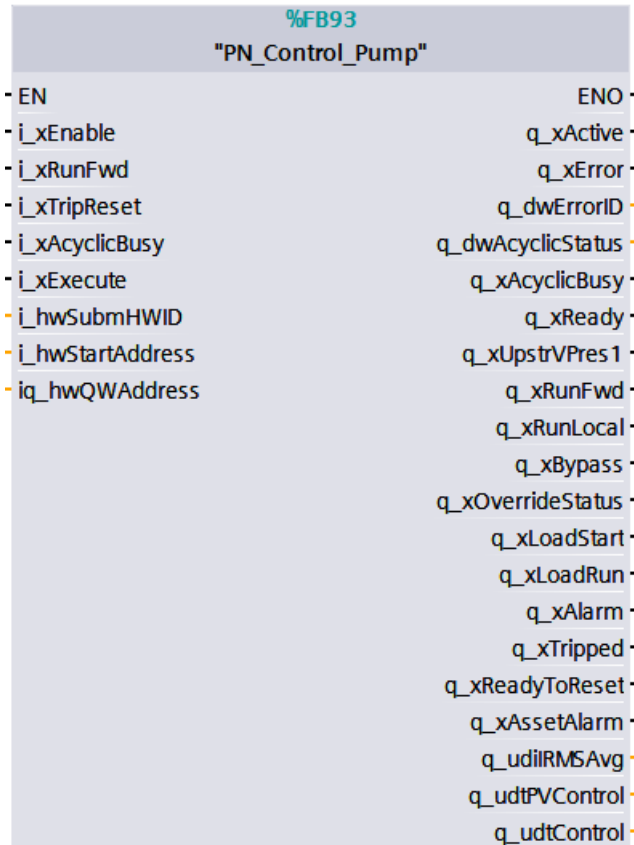 %FB93
"PN_Control_Pump"
EN ENO
i_xEnable q_xActive
i_xRunFwd q_xError
i_xTripReset q_dwErrorID
i_xAcyclicBusy q_dwAcyclicStatus
i_xExecute q_xAcyclicBusy
i_hwSubmHWID q_xReady
i_hwStartAddress q_xUpstrVPres1
iq_hwQWAddress q_xRunFwd
q_xRunLocal
q_xBypass
q_xOverrideStatus
q_xLoadStart
q_xLoadRun
q_xAlarm
q_xTripped
q_xReadyToReset
q_xAssetAlarm
q_udiIRMSAvg
q_udtPVControl
q_udtControl